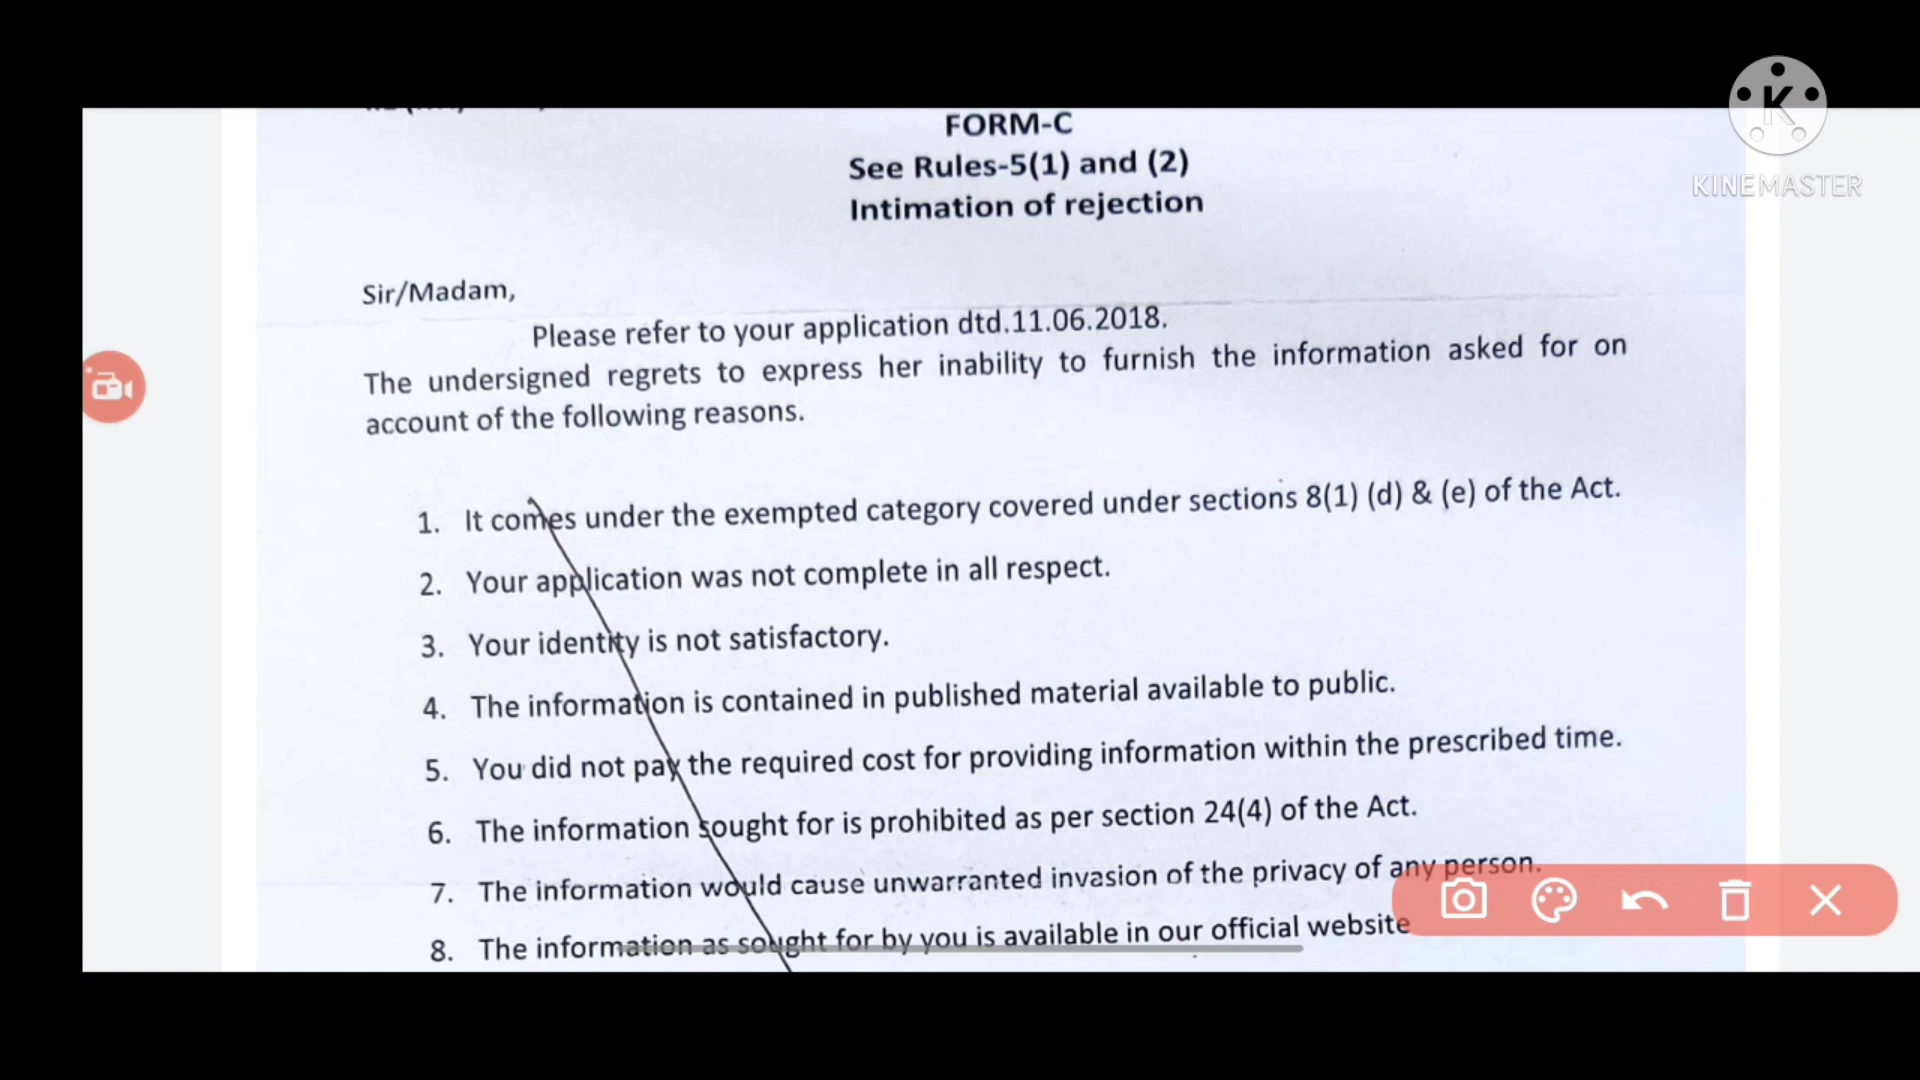 FORM-C
See Rules-5(1) and (2)
Intimation of rejection
Sir/Madam,
Please refer to your application dtd.11.06.2018.
The undersigned regrets to express her inability to furnish the information asked for on
account of the following reasons.
1. It comes under the exempted category covered under sections 8(1) (d) & (e) of the Act.
2. Your application was not complete in all respect.
3. Your identity is not satisfactory.
4. The information is contained in published material available to public.
5. You did not pay the required cost for providing information within the prescribed time.
6. The information sought for is prohibited as per section 24(4) of the Act.
7. The information would cause unwarranted invasion of the privacy of any person.
8. The information as sought for by you is available in our official website
K
KINEMASTER